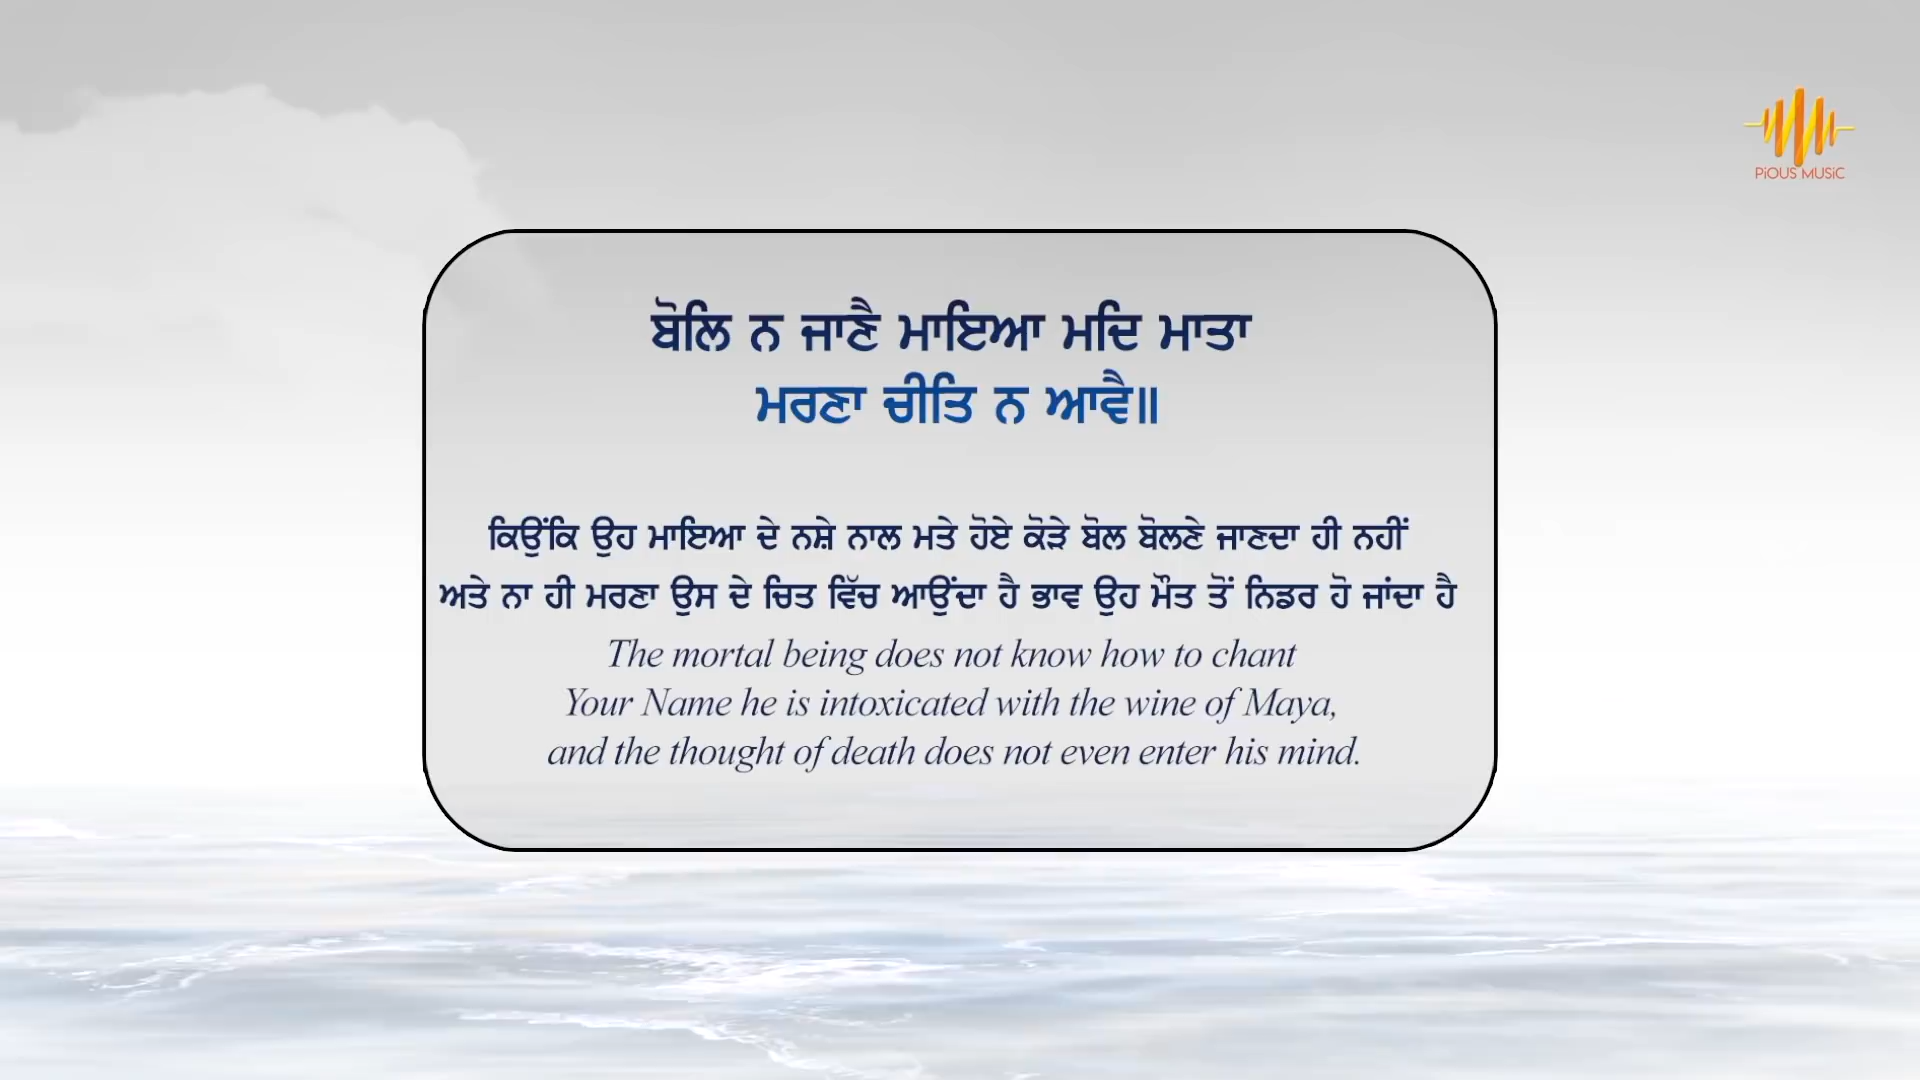 PiOUS MUSiC
ਬੋਲਿ ਨ ਜਾਣੈ ਮਾਇਆ ਮਦਿ ਮਾਤਾ
ਮਰਣਾ ਚੀਤਿ ਨ ਆਵੈ॥
ਕਿਉਂਕਿ ਉਹ ਮਾਇਆ ਦੇ ਨਸ਼ੇ ਨਾਲ ਮਤੇ ਹੋਏ ਕੋੜੇ ਬੋਲ ਬੋਲਣੇ ਜਾਣਦਾ ਹੀ ਨਹੀਂ
ਅਤੇ ਨਾ ਹੀ ਮਰਣਾ ਉਸ ਦੇ ਚਿਤ ਵਿੱਚ ਆਉਂਦਾ ਹੈ ਭਾਵ ਉਹ ਮੌਤ ਤੋਂ ਨਿਡਰ ਹੋ ਜਾਂਦਾ ਹੈ
The mortal being does not know how to chant
Your Name he is intoxicated with the wine of Maya,
and the thought of death does not even enter his mind.